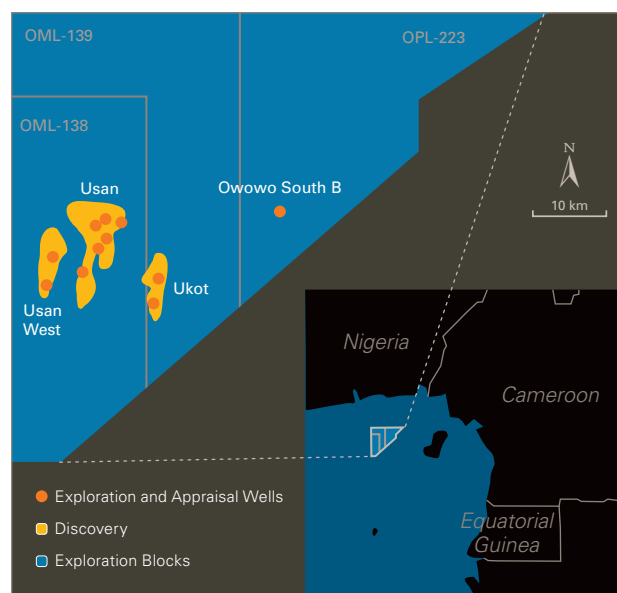 OML-139
OPL-223
OML-138
N
10 km
Usan
Owowo South B
Ukot
Usan
West
Nigeria
Cameroon
Equatorial
Guinea
Exploration and Appraisal Wells
Discovery
Exploration Blocks